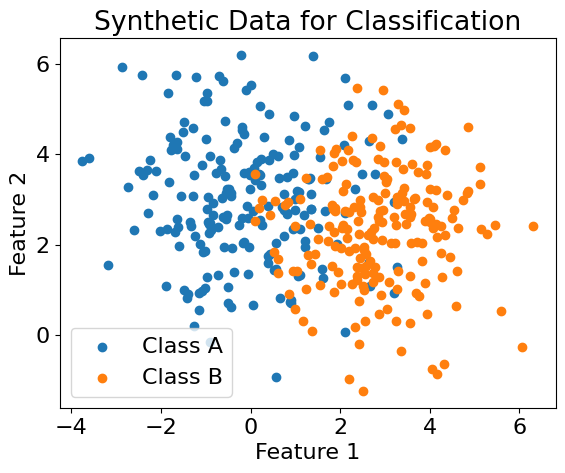 Synthetic Data for Classification
Feature 2
6
4
2
0
Class A
Class B
−4
−2
0
2
4
6
Feature 1